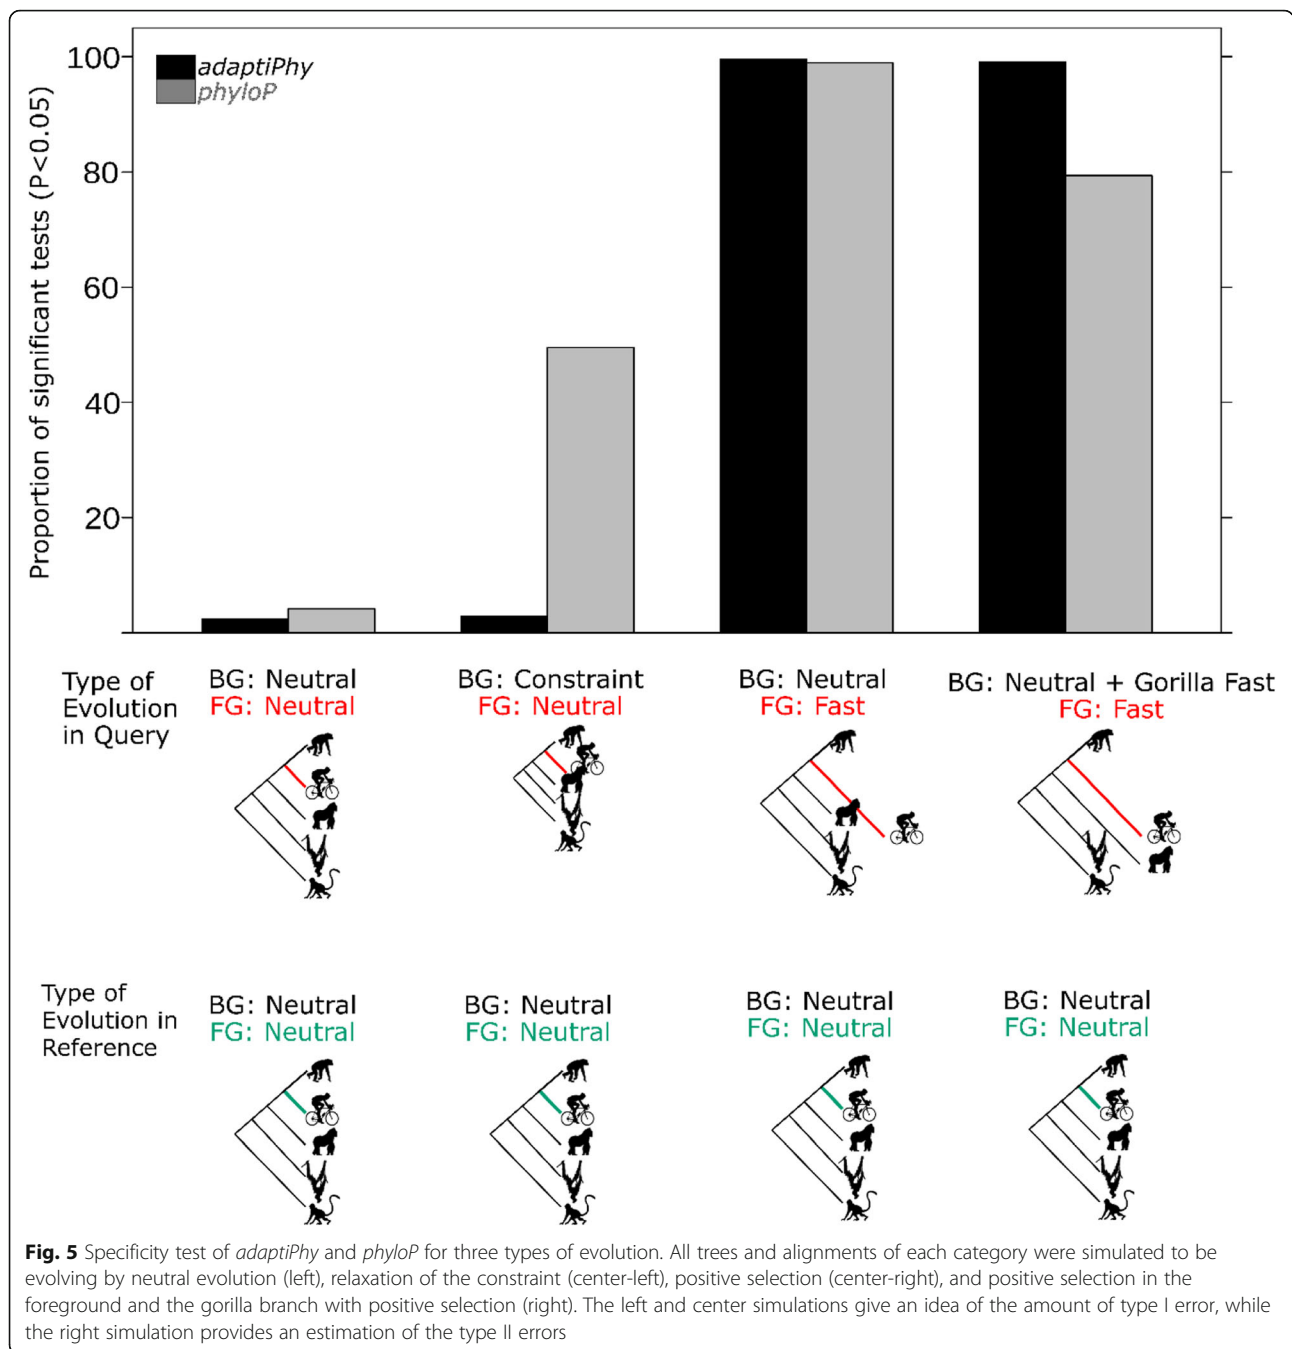 100
80
60
40
20
Proportion of significant tests (P<0.05)
adaptiPhy
phyloP
Type of
Evolution
in Query
BG: Neutral
FG: Neutral
BG: Constraint
FG: Neutral
BG: Neutral
FG: Fast
BG: Neutral + Gorilla Fast
FG: Fast
Type of
Evolution in
Reference
BG: Neutral
FG: Neutral
BG: Neutral
FG: Neutral
BG: Neutral
FG: Neutral
BG: Neutral
FG: Neutral
Fig. 5 Specificity test of adaptiPhy and phyloP for three types of evolution. All trees and alignments of each category were simulated to be
evolving by neutral evolution (left), relaxation of the constraint (center-left), positive selection (center-right), and positive selection in the
foreground and the gorilla branch with positive selection (right). The left and center simulations give an idea of the amount of type I error, while
the right simulation provides an estimation of the type II errors